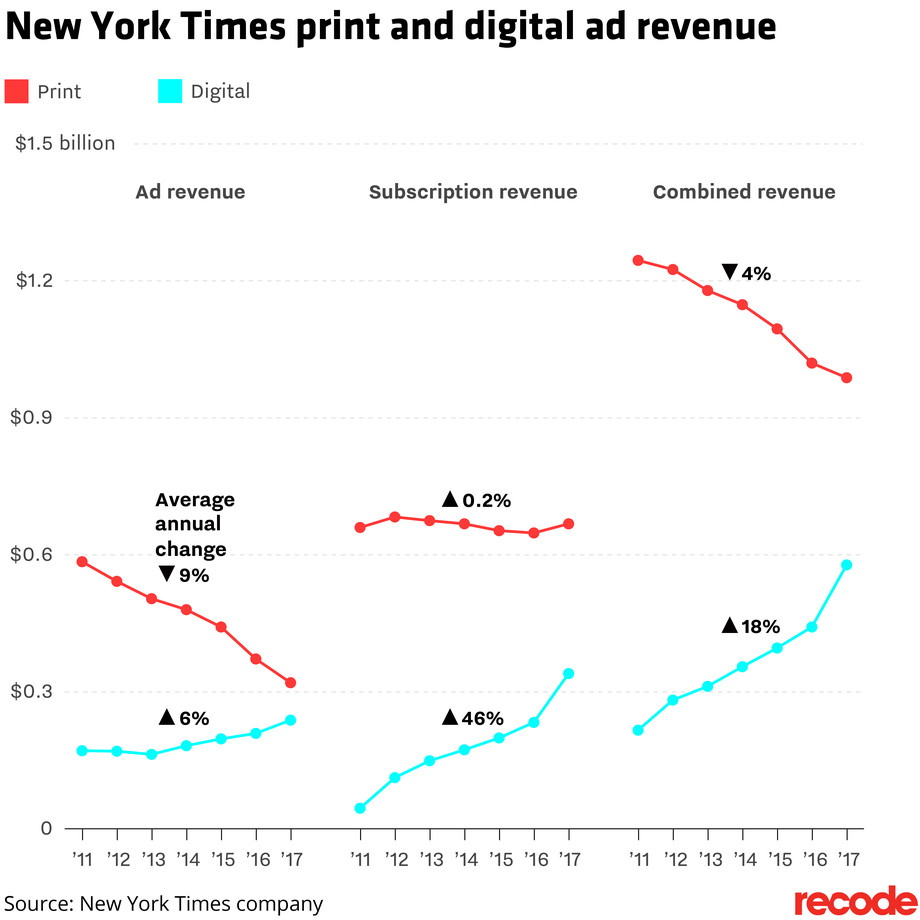 New York Times print and digital ad revenue
Print Digital
$1.5 billion
Ad revenue Subscription revenue Combined revenue
$1.2
▼4%
$0.9
Average
annual
change
▼9%
▲0.2%
$0.6
▲18%
$0.3
▲6%
▲46%
0
’11 ’12 ’13 ’14 ’15 ’16 ’17 ’11 ’12 ’13 ’14 ’15 ’16 ’17 ’11 ’12 ’13 ’14 ’15 ’16 ’17
Source: New York Times company
recode